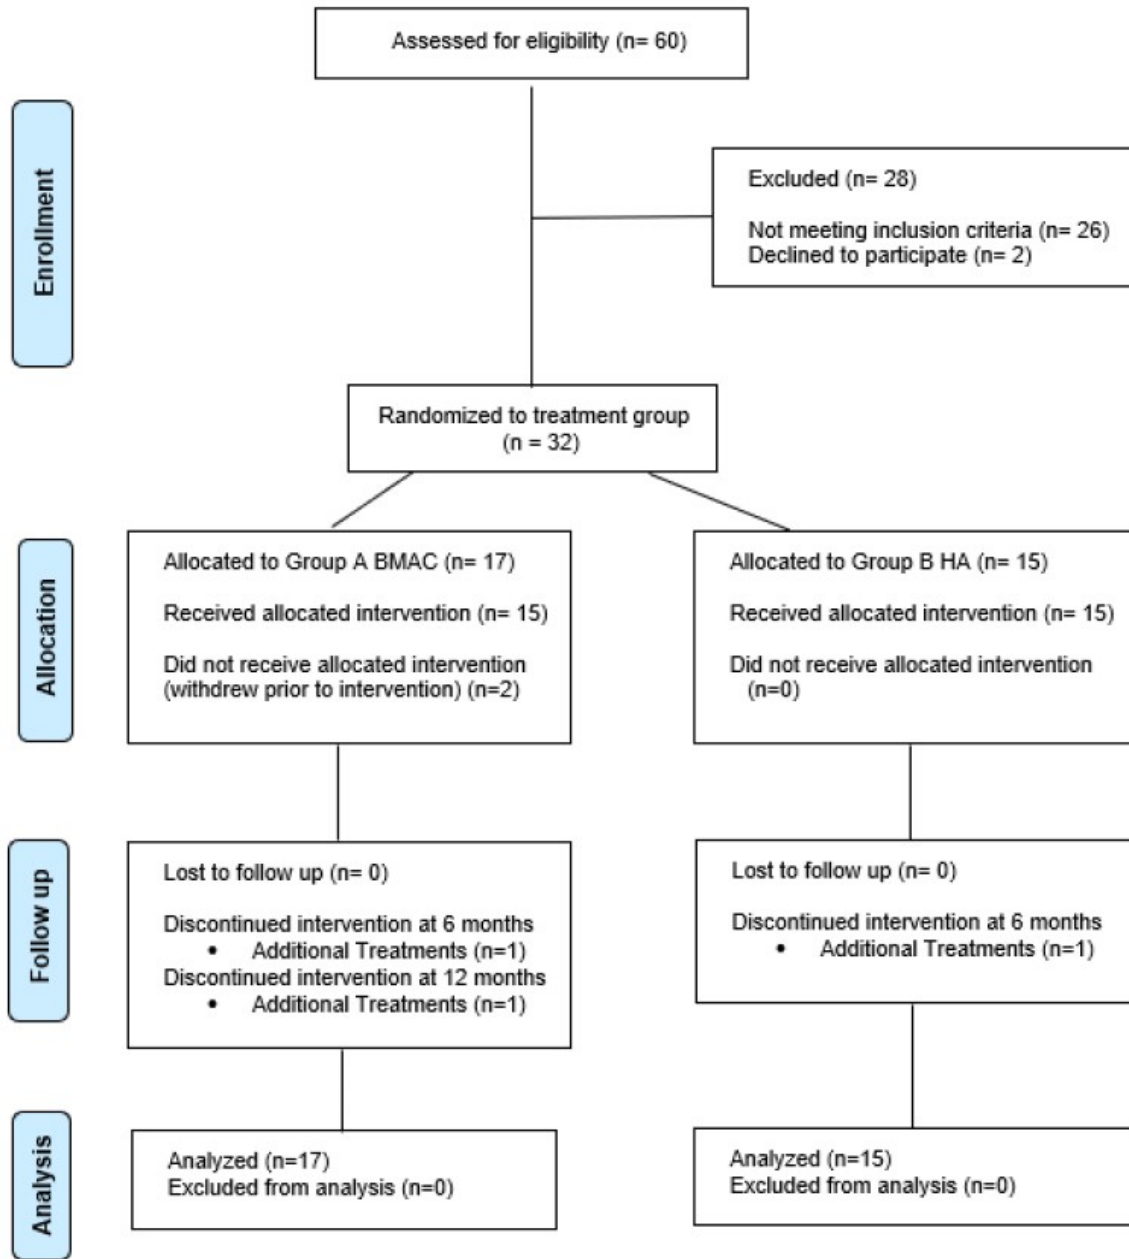 Assessed for eligibility (n= 60)
Enrollment
Excluded (n= 28)
Not meeting inclusion criteria (n= 26)
Declined to participate (n= 2)
Randomized to treatment group
(n = 32)
Allocation
Allocated to Group A BMAC (n= 17)
Received allocated intervention (n= 15)
Did not receive allocated intervention
(withdrew prior to intervention) (n=2)
Allocated to Group B HA (n= 15)
Received allocated intervention (n= 15)
Did not receive allocated intervention
(n=0)
Follow up
Lost to follow up (n= 0)
Discontinued intervention at 6 months
• Additional Treatments (n=1)
Discontinued intervention at 12 months
• Additional Treatments (n=1)
Lost to follow up (n= 0)
Discontinued intervention at 6 months
• Additional Treatments (n=1)
Analysis
Analyzed (n=17)
Excluded from analysis (n=0)
Analyzed (n=15)
Excluded from analysis (n=0)